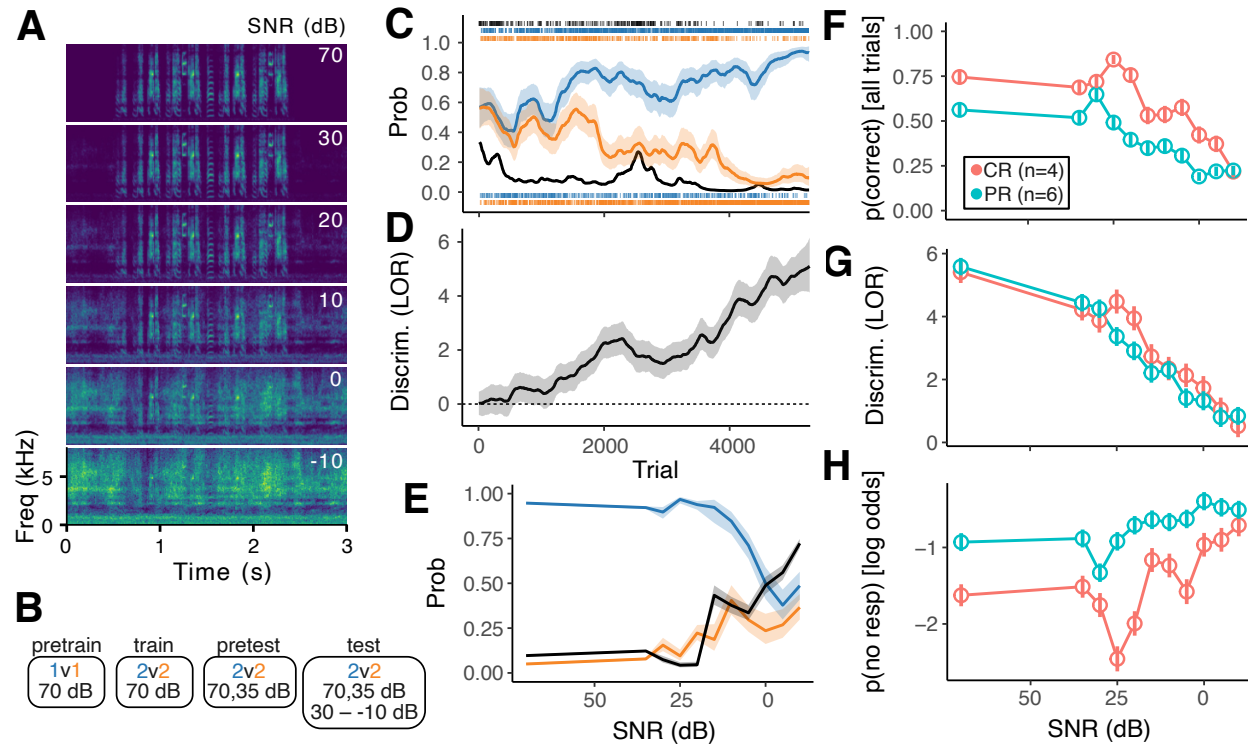 A
SNR (dB)
70
30
20
10
0
-10
Freq (kHz)
5
0
0
1
2
3
Time (s)
B
pretrain
1v1
70 dB
train
2v2
70 dB
pretest
2v2
70,35 dB
test
2v2
70,35 dB
30 – -10 dB
C
Prob
1.0
0.8
0.6
0.4
0.2
0.0
D
Discrim. (LOR)
6
4
2
0
0
2000
4000
Trial
E
Prob
1.00
0.75
0.50
0.25
0.00
50
25
0
SNR (dB)
F
p(correct) [all trials]
1.00
0.75
0.50
0.25
0.00
CR (n=4)
PR (n=6)
G
Discrim. (LOR)
6
4
2
0
H
p(no resp) [log odds]
-1
-2
50
25
0
SNR (dB)